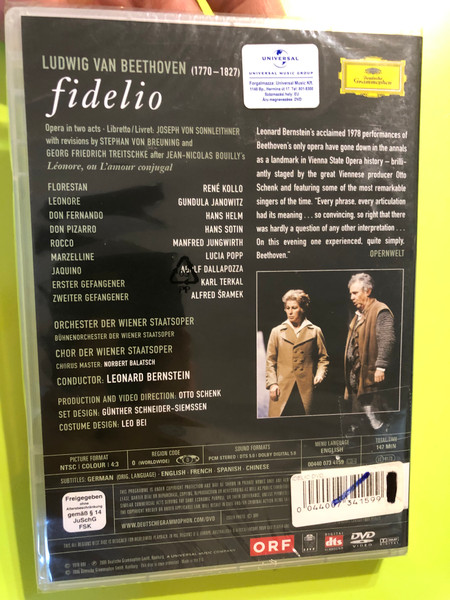 LUDWIG VAN BEETHOVEN (1770–1827)
fidelio
Opera in two acts · Libretto/Livret: JOSEPH VON SONNLEITHNER
with revisions by STEPHAN VON BREUNING and
GEORG FRIEDRICH TREITSCHKE after JEAN-NICOLAS BOUILLY's
Léonore, ou L'amour conjugal
FLORESTAN RENÉ KOLLO
LEONORE GUNDULA JANOWITZ
DON FERNANDO HANS HELM
DON PIZARRO HANS SOTIN
ROCCO MANFRED JUNGWIRTH
MARZELLINE LUCIA POPP
JAQUINO DALLAPOZZA
ERSTER GEFANGENER KARL TERKAL
ZWEITER GEFANGENER ALFRED ŠRAMEK
ORCHESTER DER WIENER STAATSOPER
BÜHNENORCHESTER DER WIENER STAATSOPER
CHOR DER WIENER STAATSOPER
CHORUS MASTER: NORBERT BALATSCH
CONDUCTOR: LEONARD BERNSTEIN
PRODUCTION AND VIDEO DIRECTION: OTTO SCHENK
SET DESIGN: GÜNTHER SCHNEIDER-SIEMSSEN
COSTUME DESIGN: LEO BEI
UNIVERSAL
UNIVERSAL MUSIC GROUP
Deutsche
Grammophon
Leonard Bernstein's acclaimed 1978 performances of
Beethoven's only opera have gone down in the annals
as a landmark in Vienna State Opera history – brilli-
antly staged by the great Viennese producer Otto
Schenk and featuring some of the most remarkable
singers of the time. "Every phrase, every articulation
had its meaning . . . so convincing, so right that there
was hardly a question of any other interpretation . . .
On this evening one experienced, quite simply,
Beethoven." OPERNWELT
PICTURE FORMAT
NTSC | COLOUR | 4:3
REGION CODE
0 (WORLDWIDE)
SOUND FORMATS
PCM STEREO · DTS 5.0 / DOLBY DIGITAL 5.0
MENU LANGUAGE
ENGLISH
TOTAL TIME
147 MIN
SUBTITLES: GERMAN (ORIG. LANGUAGE) · ENGLISH · FRENCH · SPANISH · CHINESE
Freigegeben
ohne
Altersbeschränkung
gemäß § 14
JuSchG
FSK
WWW.DEUTSCHEGRAMMOPHON.COM/DVD
ORF
DIGITAL
dts
DVD
VIDEO